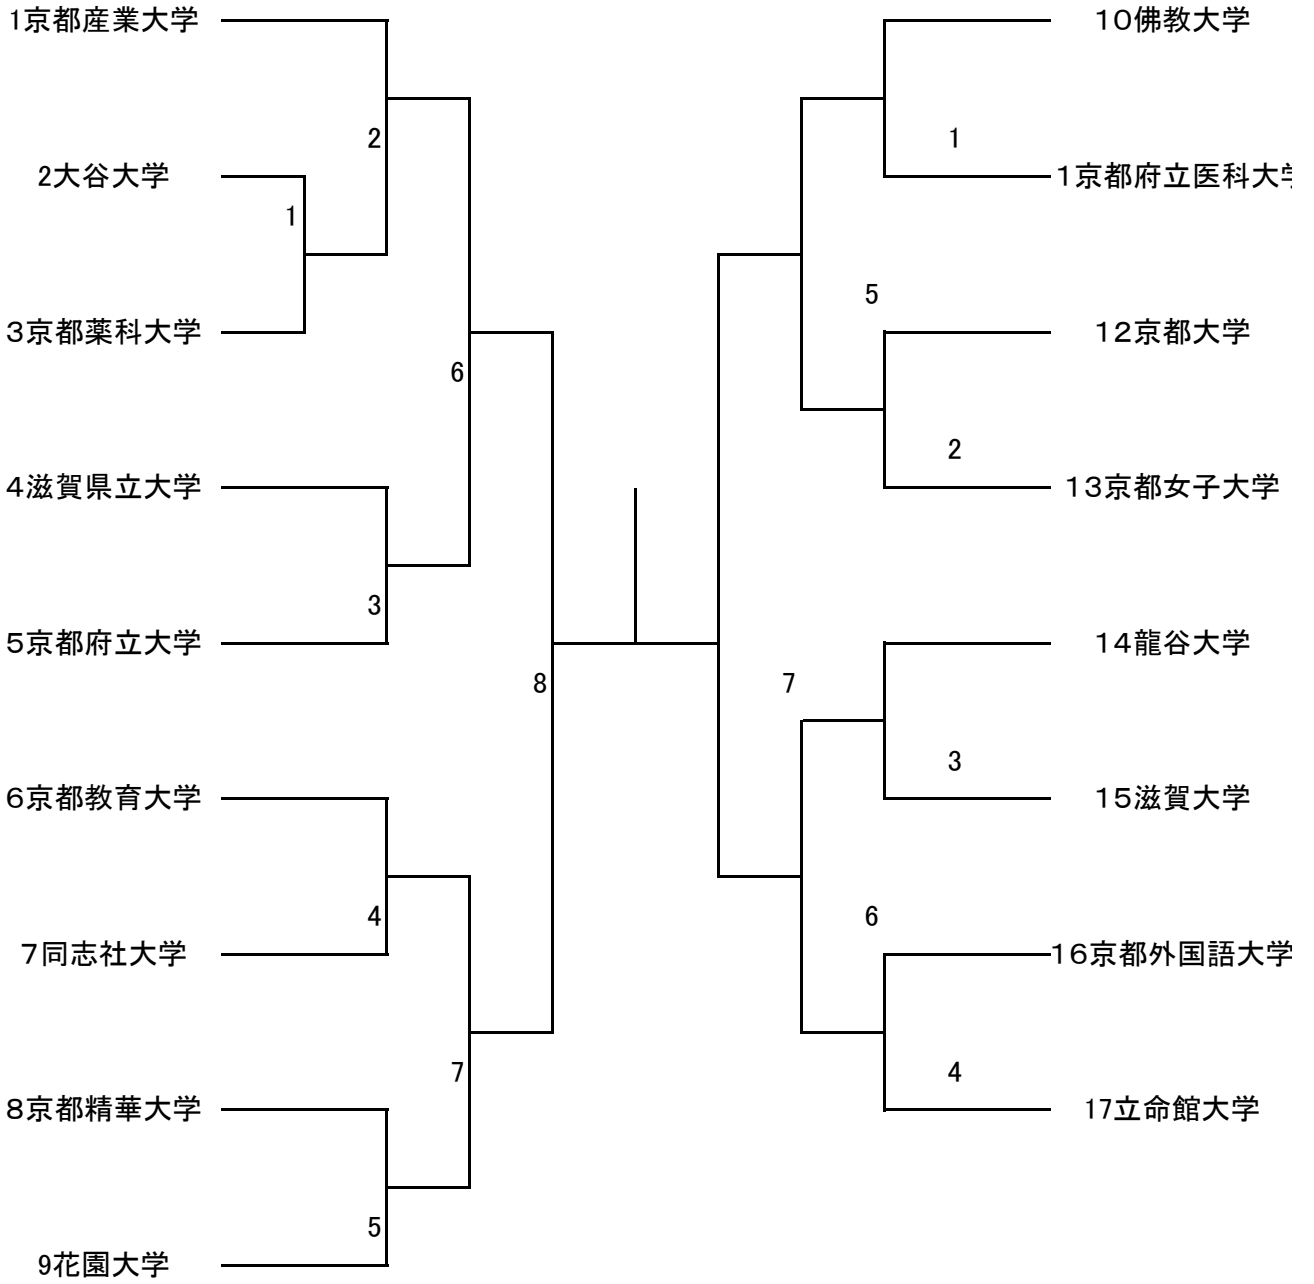 1京都産業大学
2
2大谷大学
1
3京都薬科大学
6
4滋賀県立大学
3
5京都府立大学
8
6京都教育大学
4
7同志社大学
7
8京都精華大学
5
9花園大学
10佛教大学
1
1京都府立医科大学
5
12京都大学
2
13京都女子大学
14龍谷大学
7
3
15滋賀大学
6
16京都外国語大学
4
17立命館大学